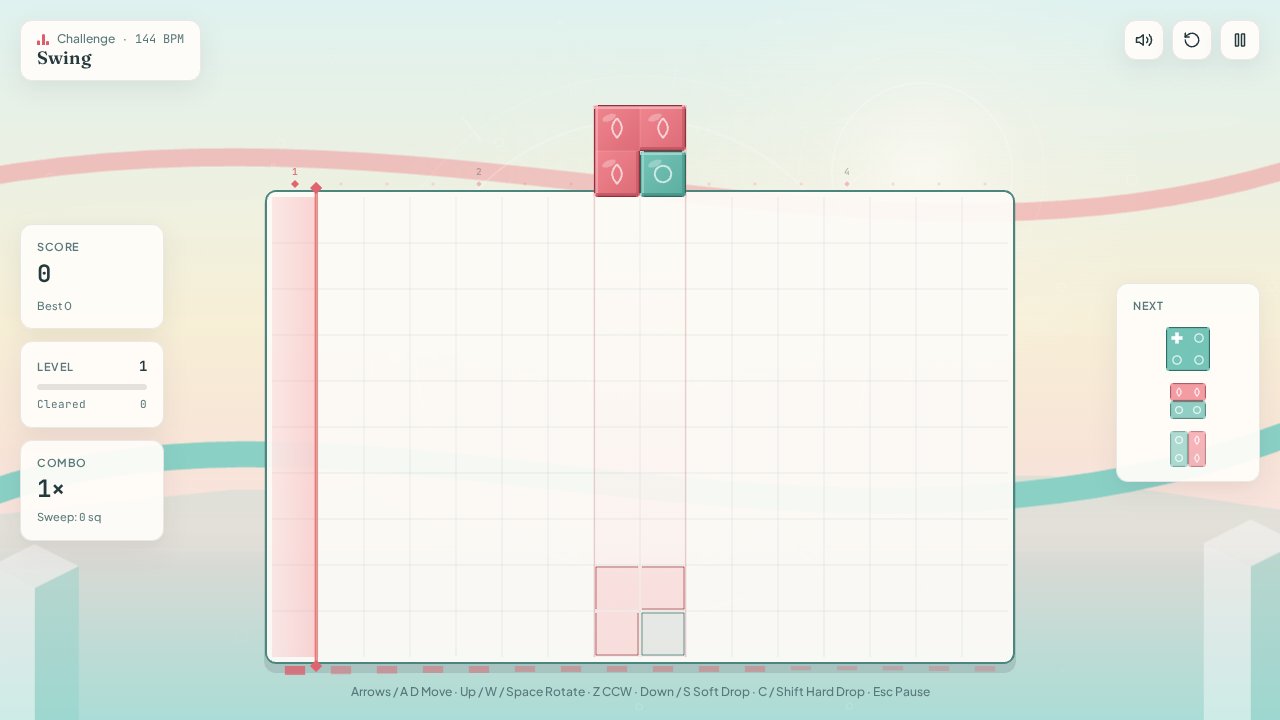 Challenge · 144 BPM
Swing
1
2
4
SCORE
0
Best 0
LEVEL 1
Cleared 0
COMBO
1×
Sweep: 0 sq
NEXT
Arrows / A D Move · Up / W / Space Rotate · Z CCW · Down / S Soft Drop · C / Shift Hard Drop · Esc Pause